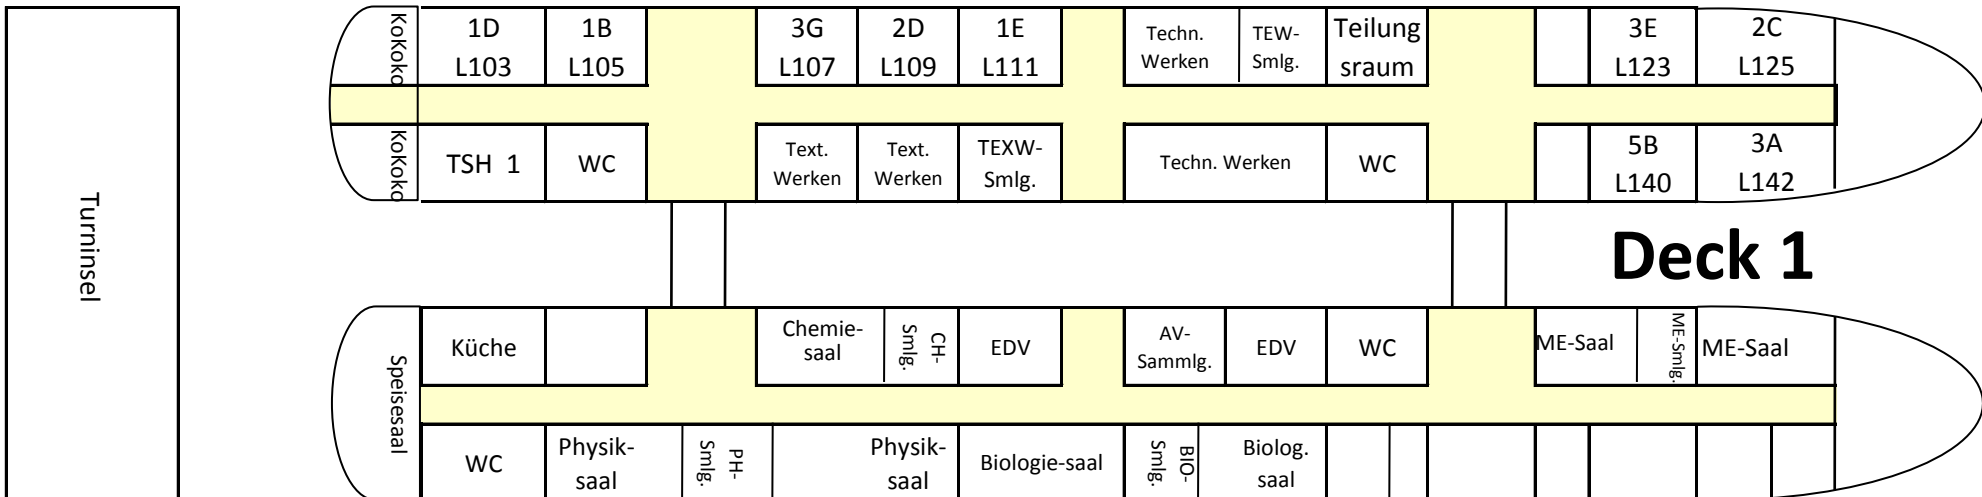 Turninsel
KoKoko
1D
L103
1B
L105
3G
L107
2D
L109
1E
L111
Techn.
Werken
TEW-
Smlg.
Teilung
sraum
3E
L123
2C
L125
KoKoko
TSH 1
WC
Text.
Werken
Text.
Werken
TEXW-
Smlg.
Techn. Werken
WC
5B
L140
3A
L142
Deck 1
Speisesaal
Küche
Chemie-
saal
CH-
Smlg.
EDV
AV-
Sammlg.
EDV
WC
ME-Saal
ME-Smlg.
ME-Saal
WC
Physik-
saal
PH-
Smlg.
Physik-
saal
Biologie-saal
BIO-
Smlg.
Biolog.
saal